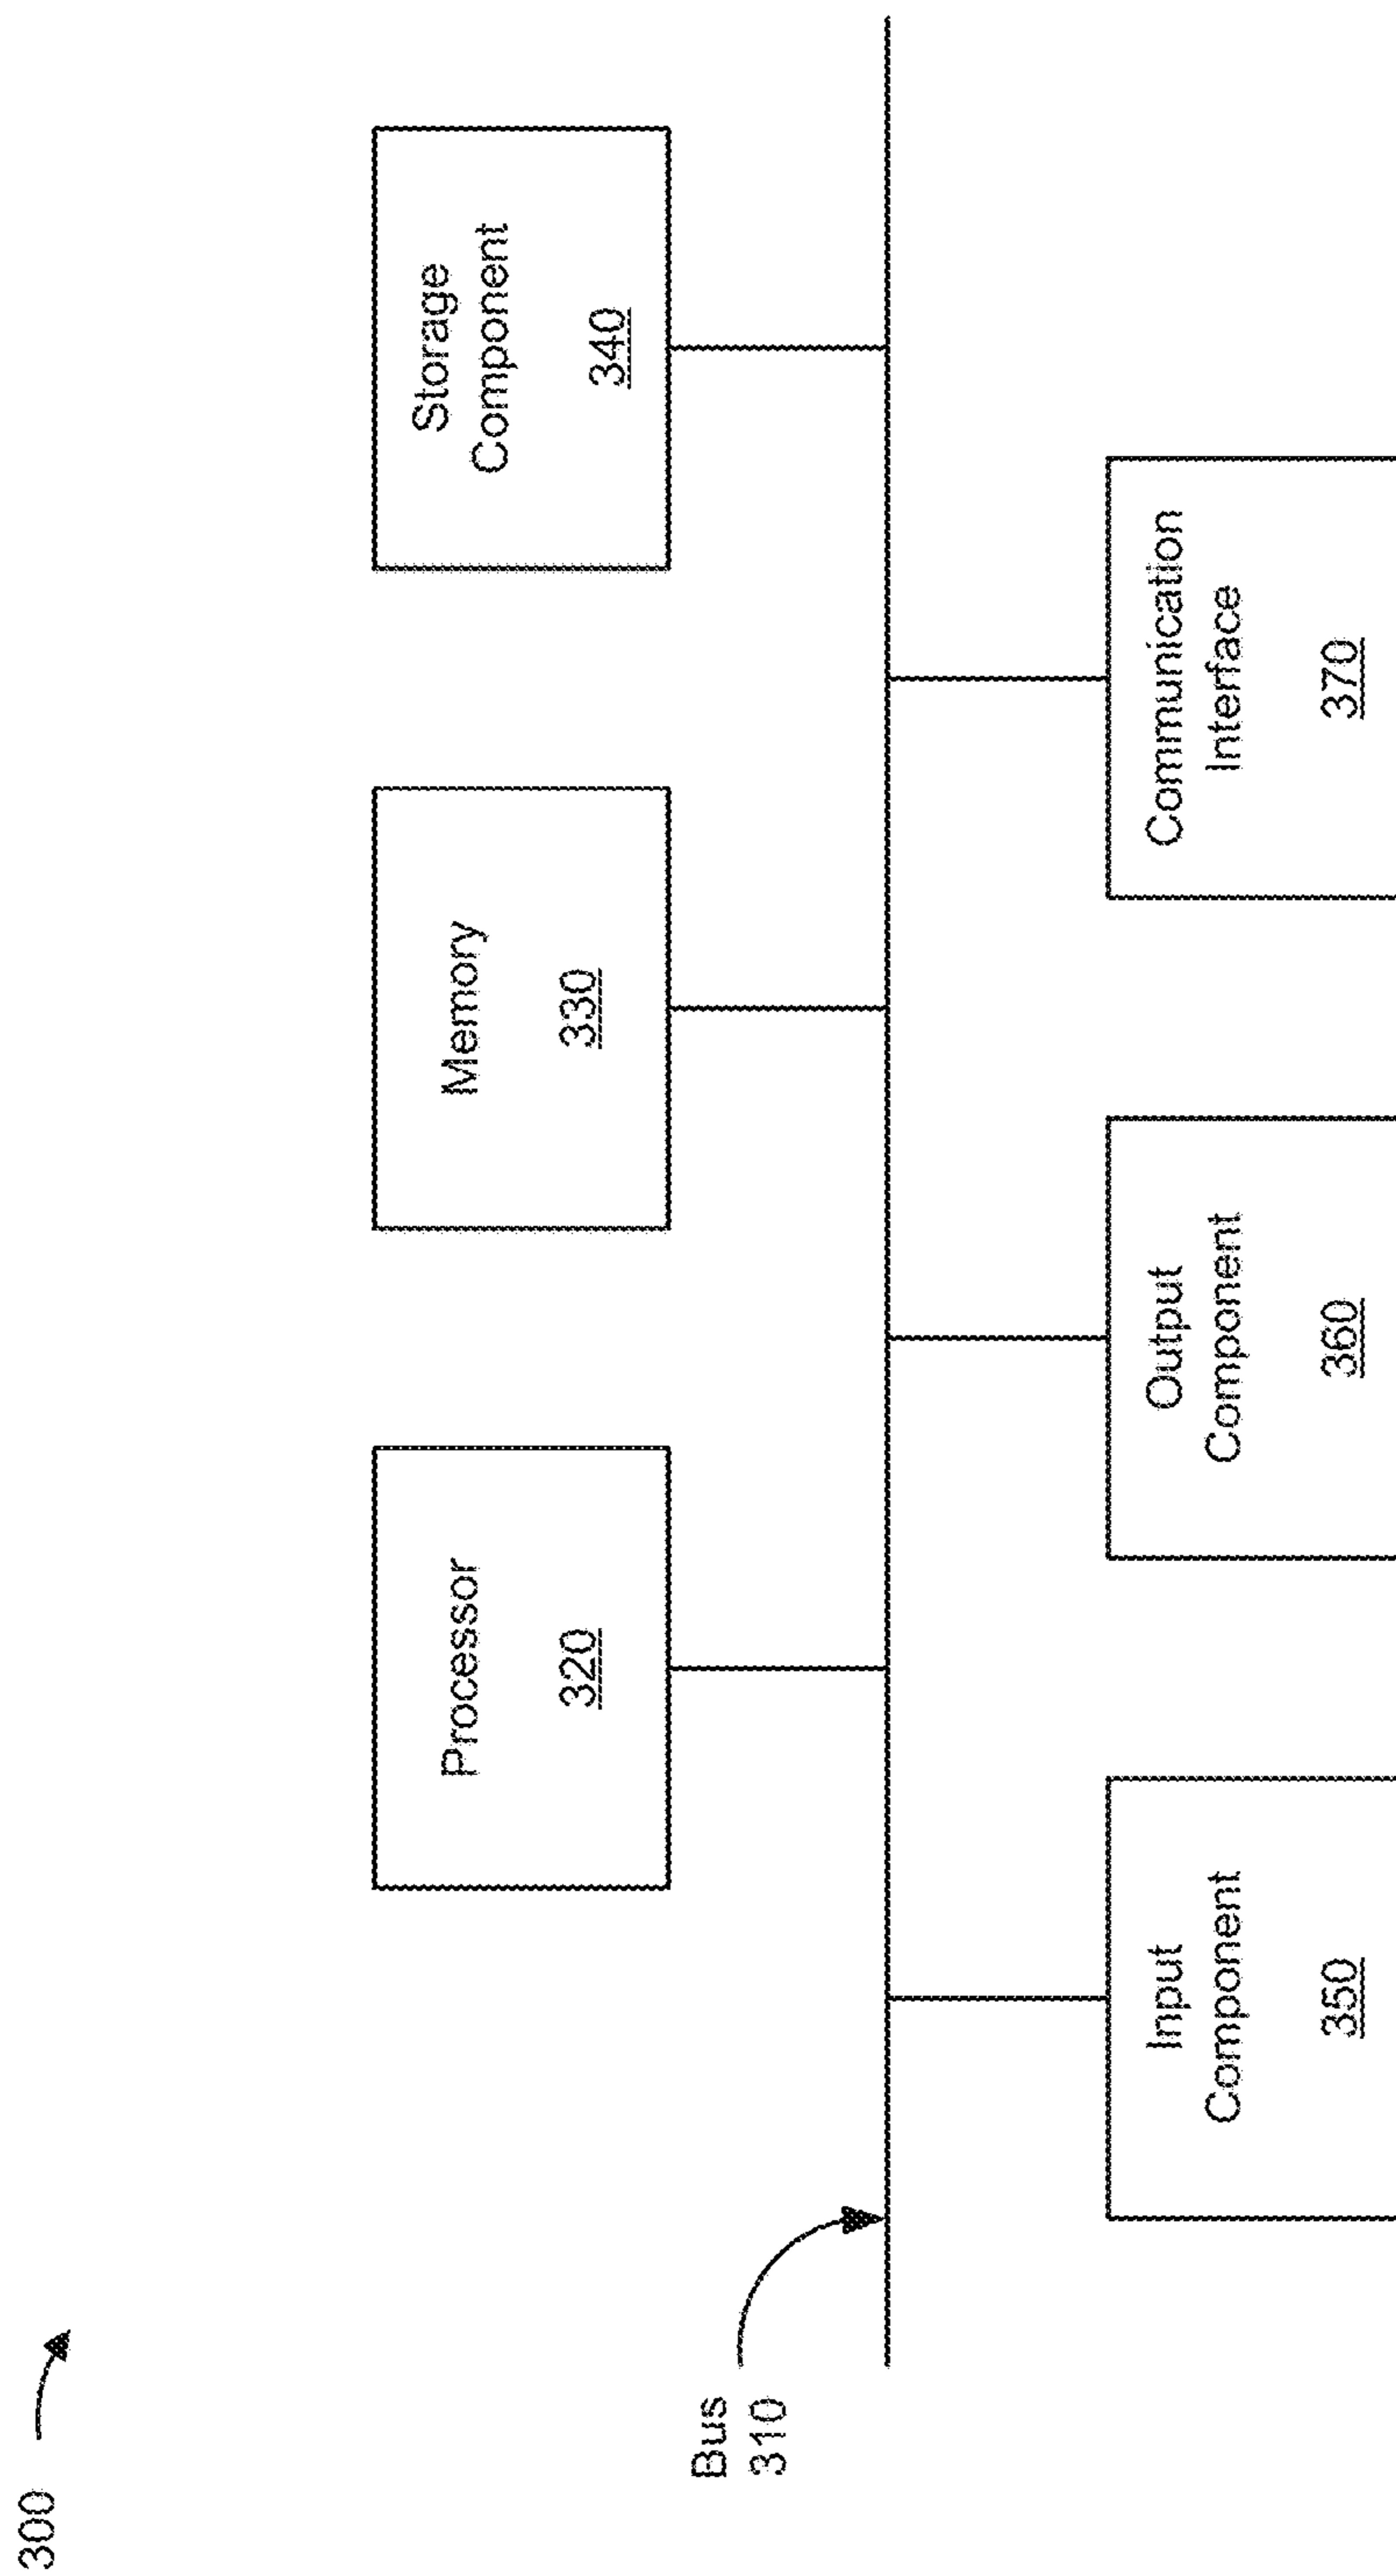 300
Processor
320
Memory
330
Storage
Component
340
Bus
310
Input
Component
350
Output
Component
360
Communication
Interface
370